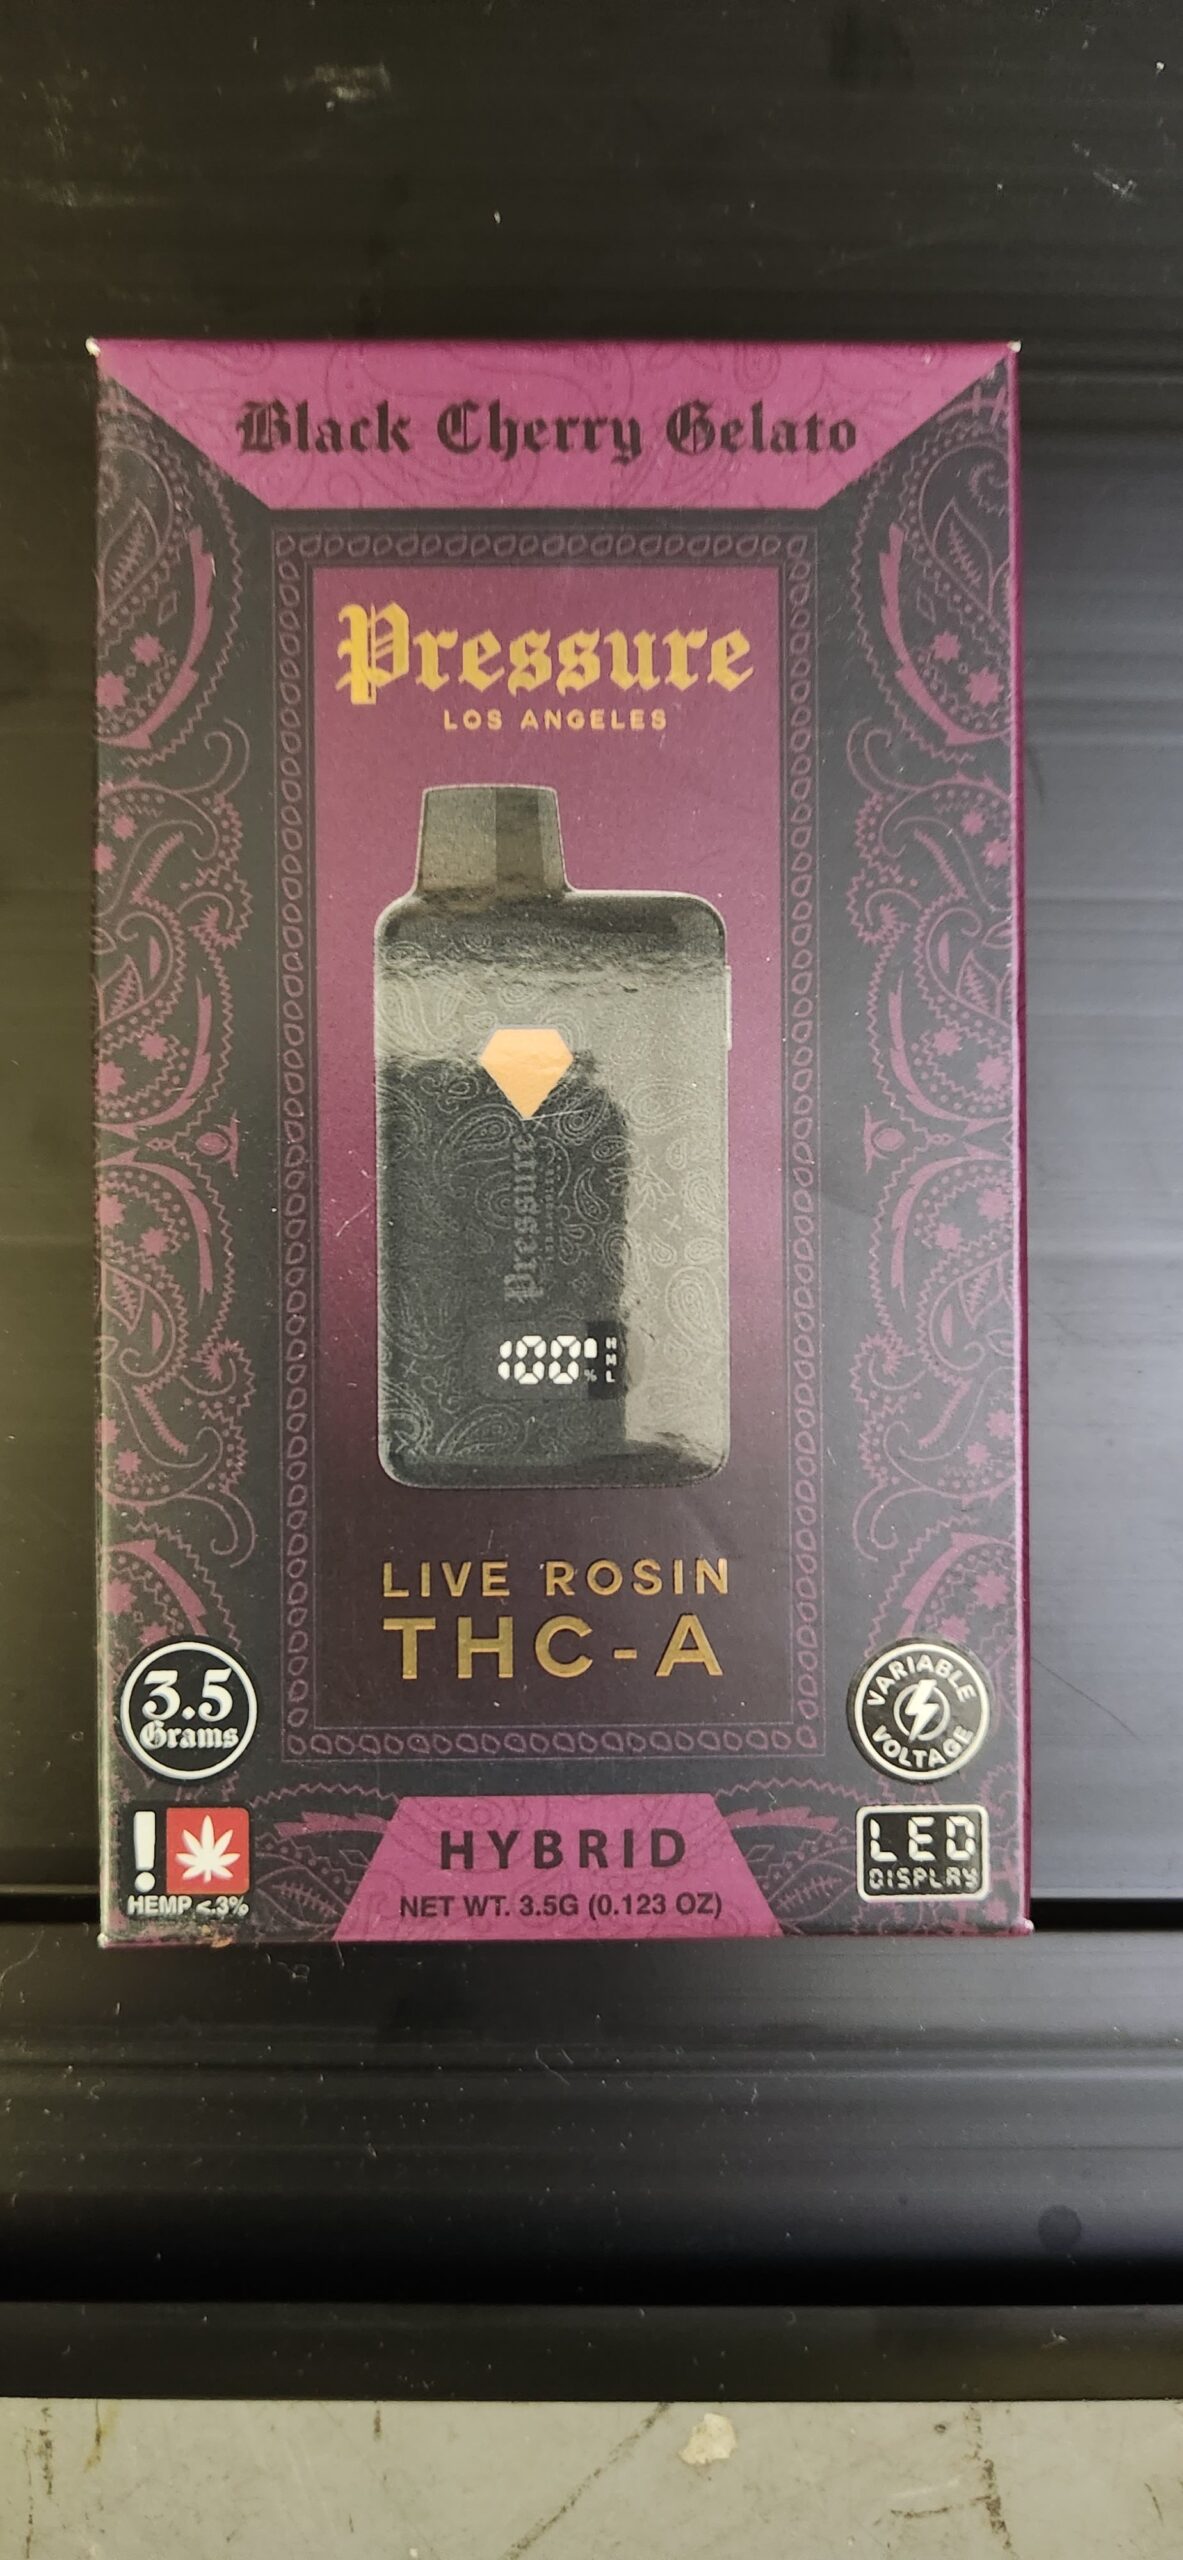 Black Cherry Gelato
Pressure
LOS ANGELES
Pressure
100%
H
M
L
LIVE ROSIN
THC-A
3.5
Grams
VARIABLE
VOLTAGE
HEMP <.3%
HYBRID
NET WT. 3.5G (0.123 OZ)
LED
DISPLAY